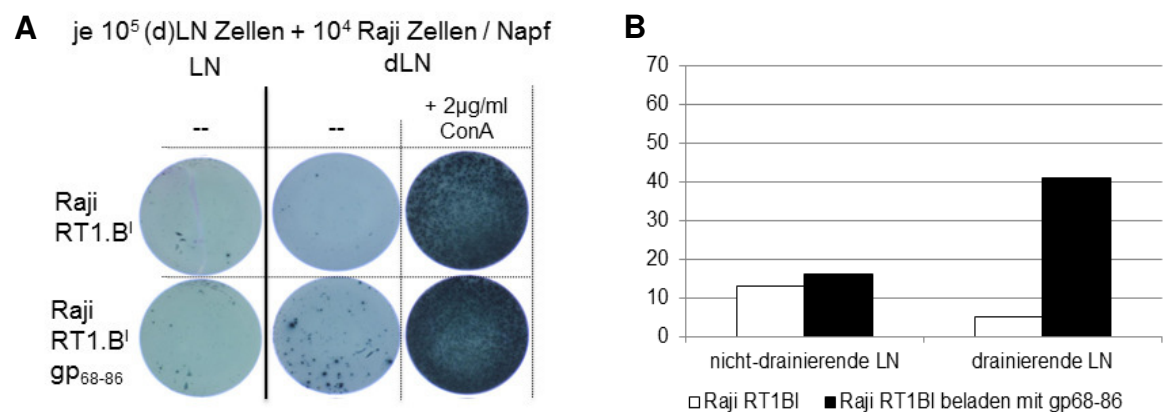 A
je 10⁵ (d)LN Zellen + 10⁴ Raji Zellen / Napf
LN
dLN
--
--
+ 2µg/ml
ConA
Raji
RT1.Bˡ
Raji
RT1.Bˡ
gp₆₈₋₈₆
B
70
60
50
40
30
20
10
0
nicht-drainierende LN
drainierende LN
Raji RT1Bl
Raji RT1Bl beladen mit gp68-86